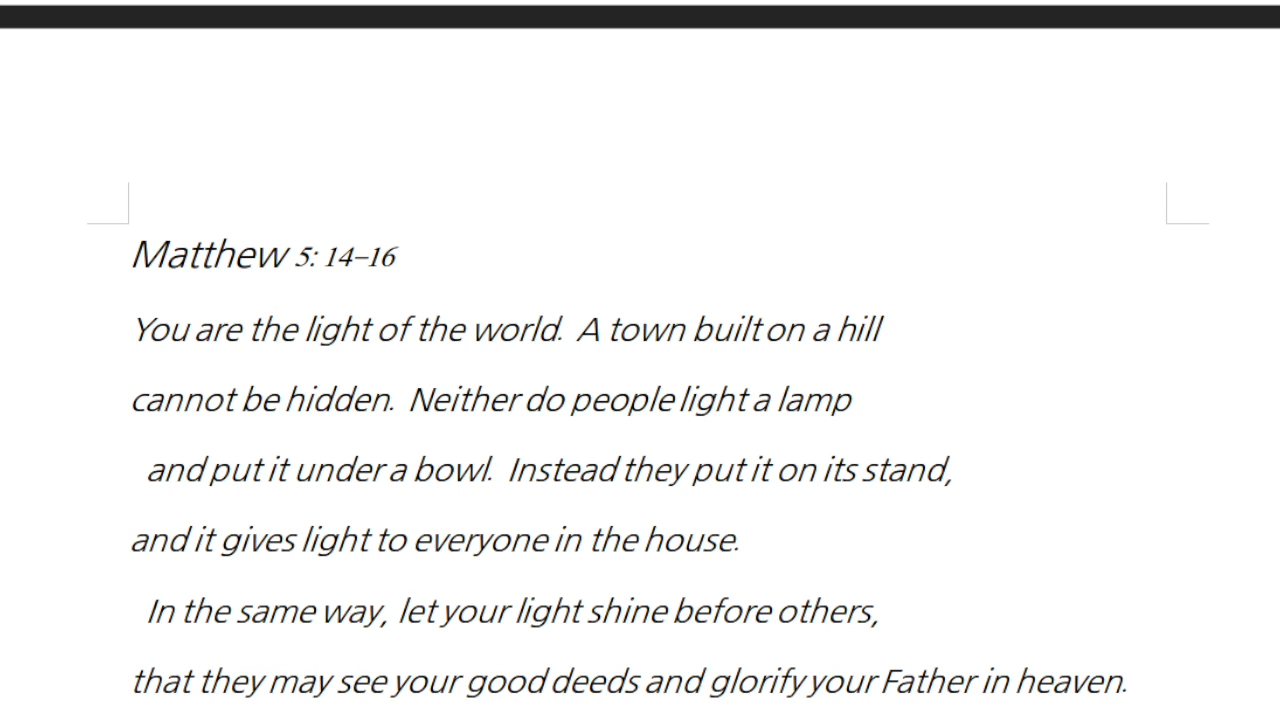 Matthew 5: 14–16
You are the light of the world. A town built on a hill
cannot be hidden. Neither do people light a lamp
and put it under a bowl. Instead they put it on its stand,
and it gives light to everyone in the house.
In the same way, let your light shine before others,
that they may see your good deeds and glorify your Father in heaven.